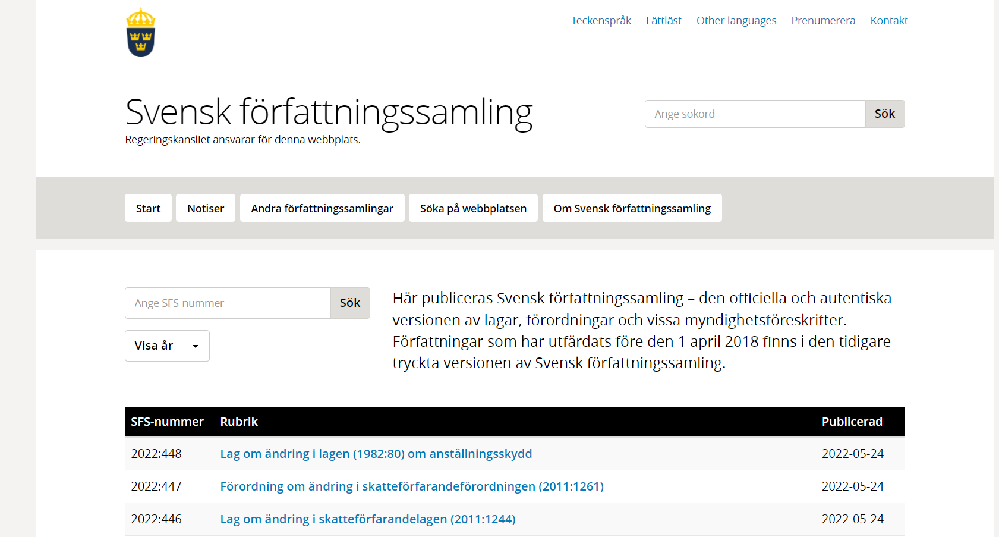 Teckenspråk Lättläst Other languages Prenumerera Kontakt
Svensk författningssamling
Regeringskansliet ansvarar för denna webbplats.
Ange sökord Sök
Start Notiser Andra författningssamlingar Söka på webbplatsen Om Svensk författningssamling
Ange SFS-nummer Sök
Visa år
Här publiceras Svensk författningssamling – den officiella och autentiska
versionen av lagar, förordningar och vissa myndighetsföreskrifter.
Författningar som har utfärdats före den 1 april 2018 finns i den tidigare
tryckta versionen av Svensk författningssamling.
SFS-nummer Rubrik Publicerad
2022:448 Lag om ändring i lagen (1982:80) om anställningsskydd 2022-05-24
2022:447 Förordning om ändring i skatteförfarandeförordningen (2011:1261) 2022-05-24
2022:446 Lag om ändring i skatteförfarandelagen (2011:1244) 2022-05-24